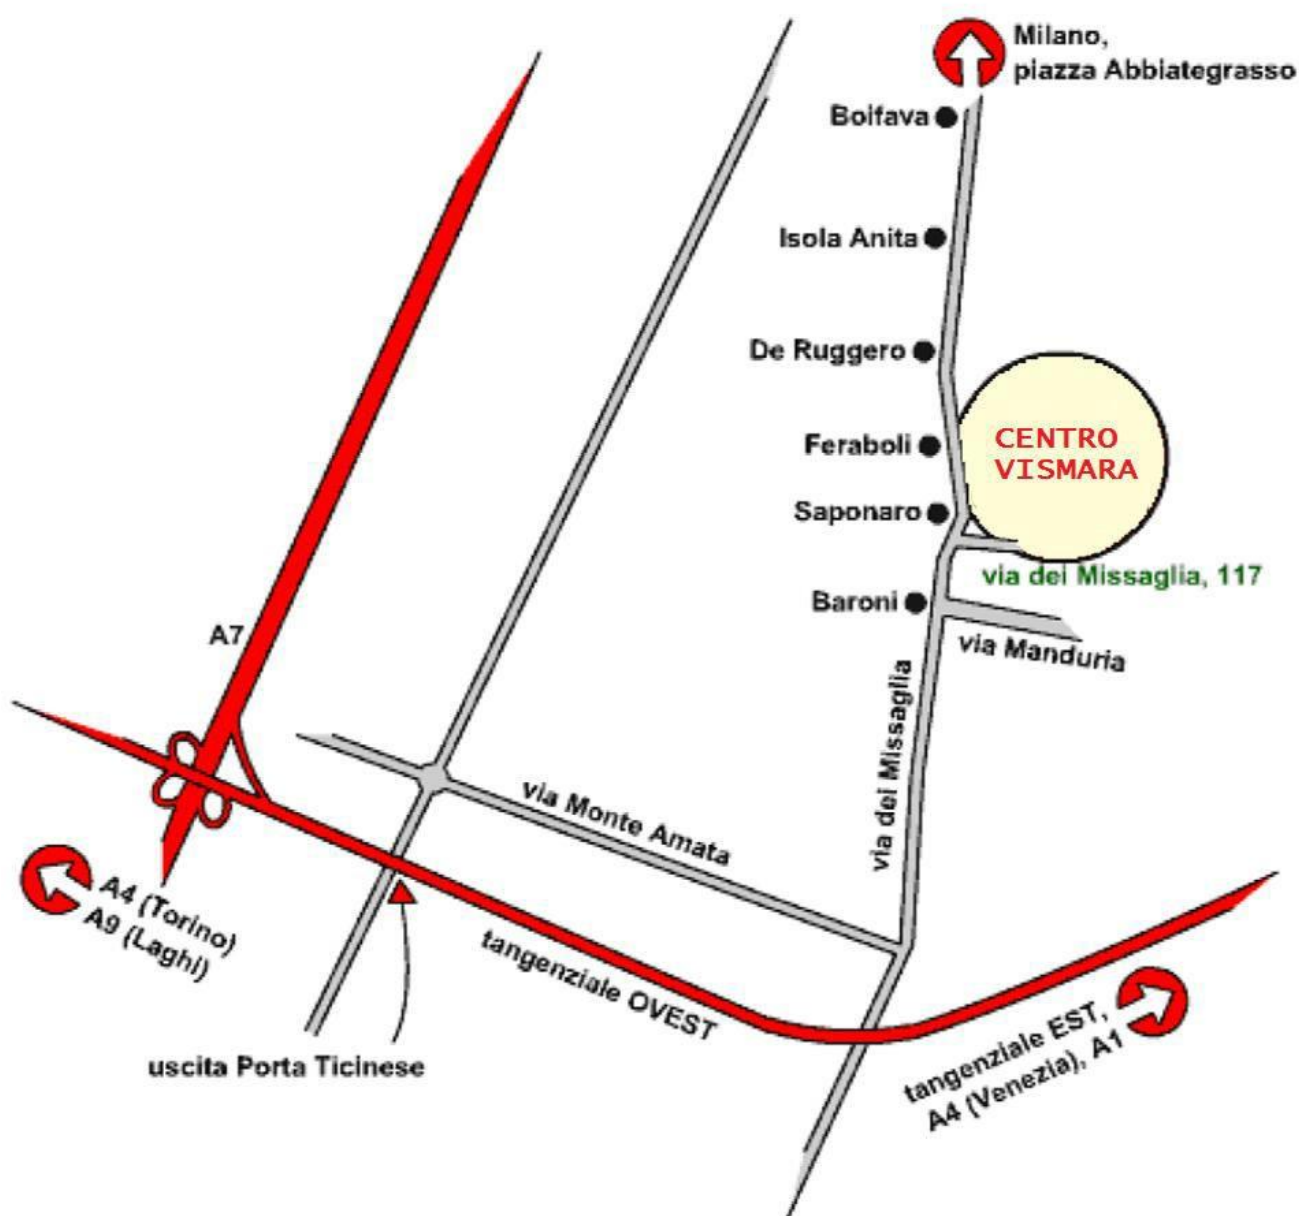 Milano,
piazza Abbiategrasso
Boifava
Isola Anita
De Ruggero
Feraboli
CENTRO
VISMARA
Saponaro
via dei Missaglia, 117
Baroni
via Manduria
A7
via dei Missaglia
via Monte Amata
A4 (Torino)
A9 (Laghi)
tangenziale OVEST
tangenziale EST,
A4 (Venezia), A1
uscita Porta Ticinese